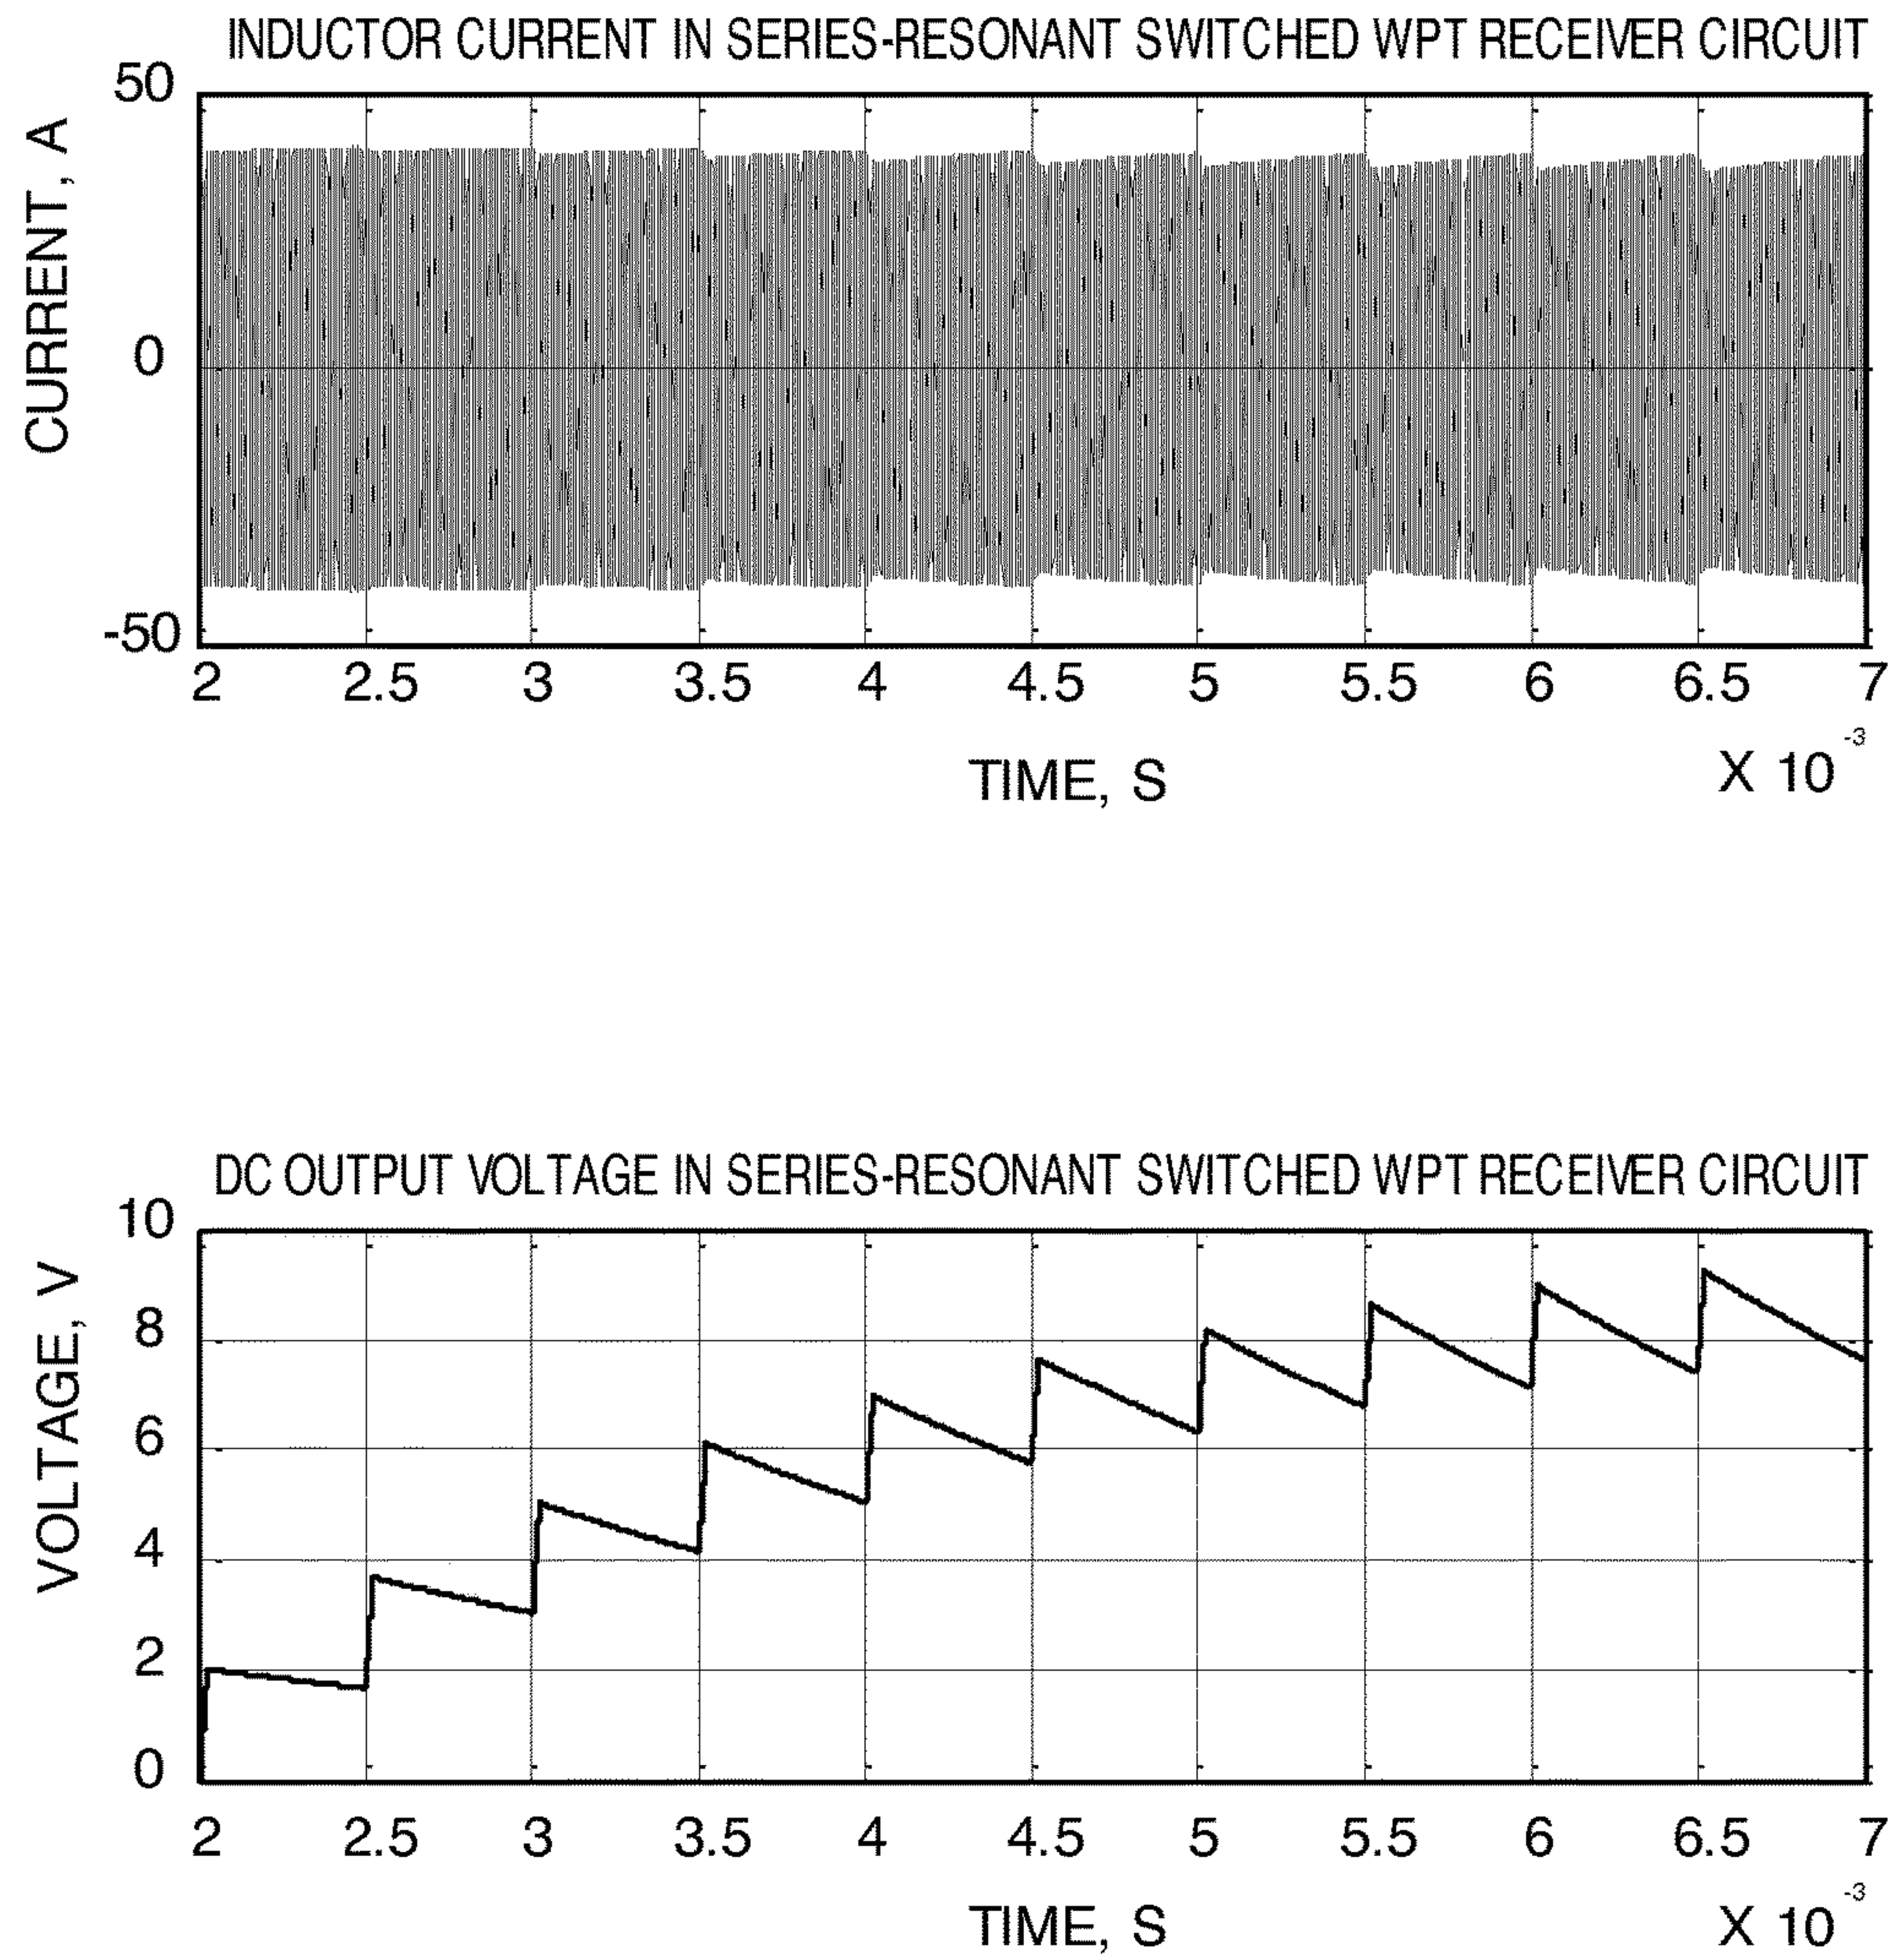 INDUCTOR CURRENT IN SERIES-RESONANT SWITCHED WPT RECEIVER CIRCUIT
50
0
-50
CURRENT, A
2 2.5 3 3.5 4 4.5 5 5.5 6 6.5 7
TIME, S
X 10 -3
DC OUTPUT VOLTAGE IN SERIES-RESONANT SWITCHED WPT RECEIVER CIRCUIT
10
8
6
4
2
0
VOLTAGE, V
2 2.5 3 3.5 4 4.5 5 5.5 6 6.5 7
TIME, S
X 10 -3